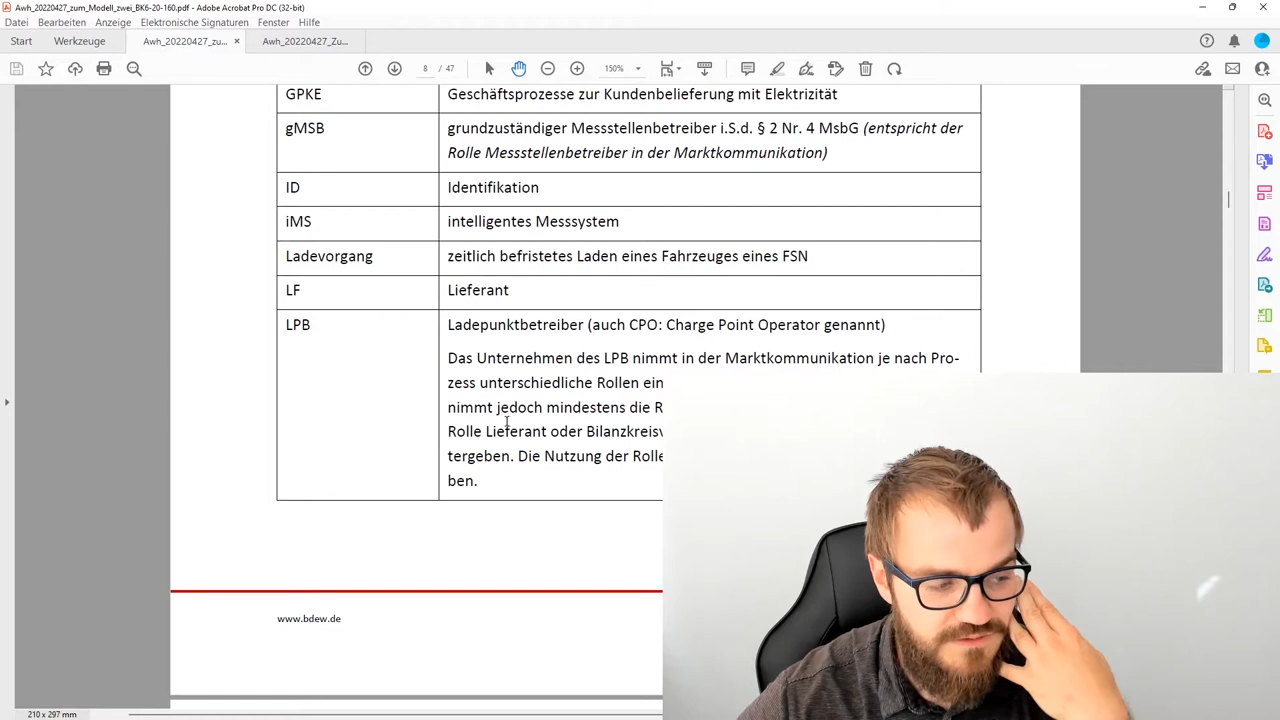 Awh_20220427_zum_Modell_zwei_BK6-20-160.pdf - Adobe Acrobat Pro DC (32-bit)
Datei Bearbeiten Anzeige Elektronische Signaturen Fenster Hilfe
Start Werkzeuge Awh_20220427_zu... × Awh_20220427_Zu...
8 / 47 150%
GPKE Geschäftsprozesse zur Kundenbelieferung mit Elektrizität
gMSB grundzuständiger Messstellenbetreiber i.S.d. § 2 Nr. 4 MsbG (entspricht der
Rolle Messstellenbetreiber in der Marktkommunikation)
ID Identifikation
iMS intelligentes Messsystem
Ladevorgang zeitlich befristetes Laden eines Fahrzeuges eines FSN
LF Lieferant
LPB Ladepunktbetreiber (auch CPO: Charge Point Operator genannt)
Das Unternehmen des LPB nimmt in der Marktkommunikation je nach Pro-
zess unterschiedliche Rollen ein
nimmt jedoch mindestens die R
Rolle Lieferant oder Bilanzkreisv
tergeben. Die Nutzung der Rolle
ben.
www.bdew.de
210 x 297 mm